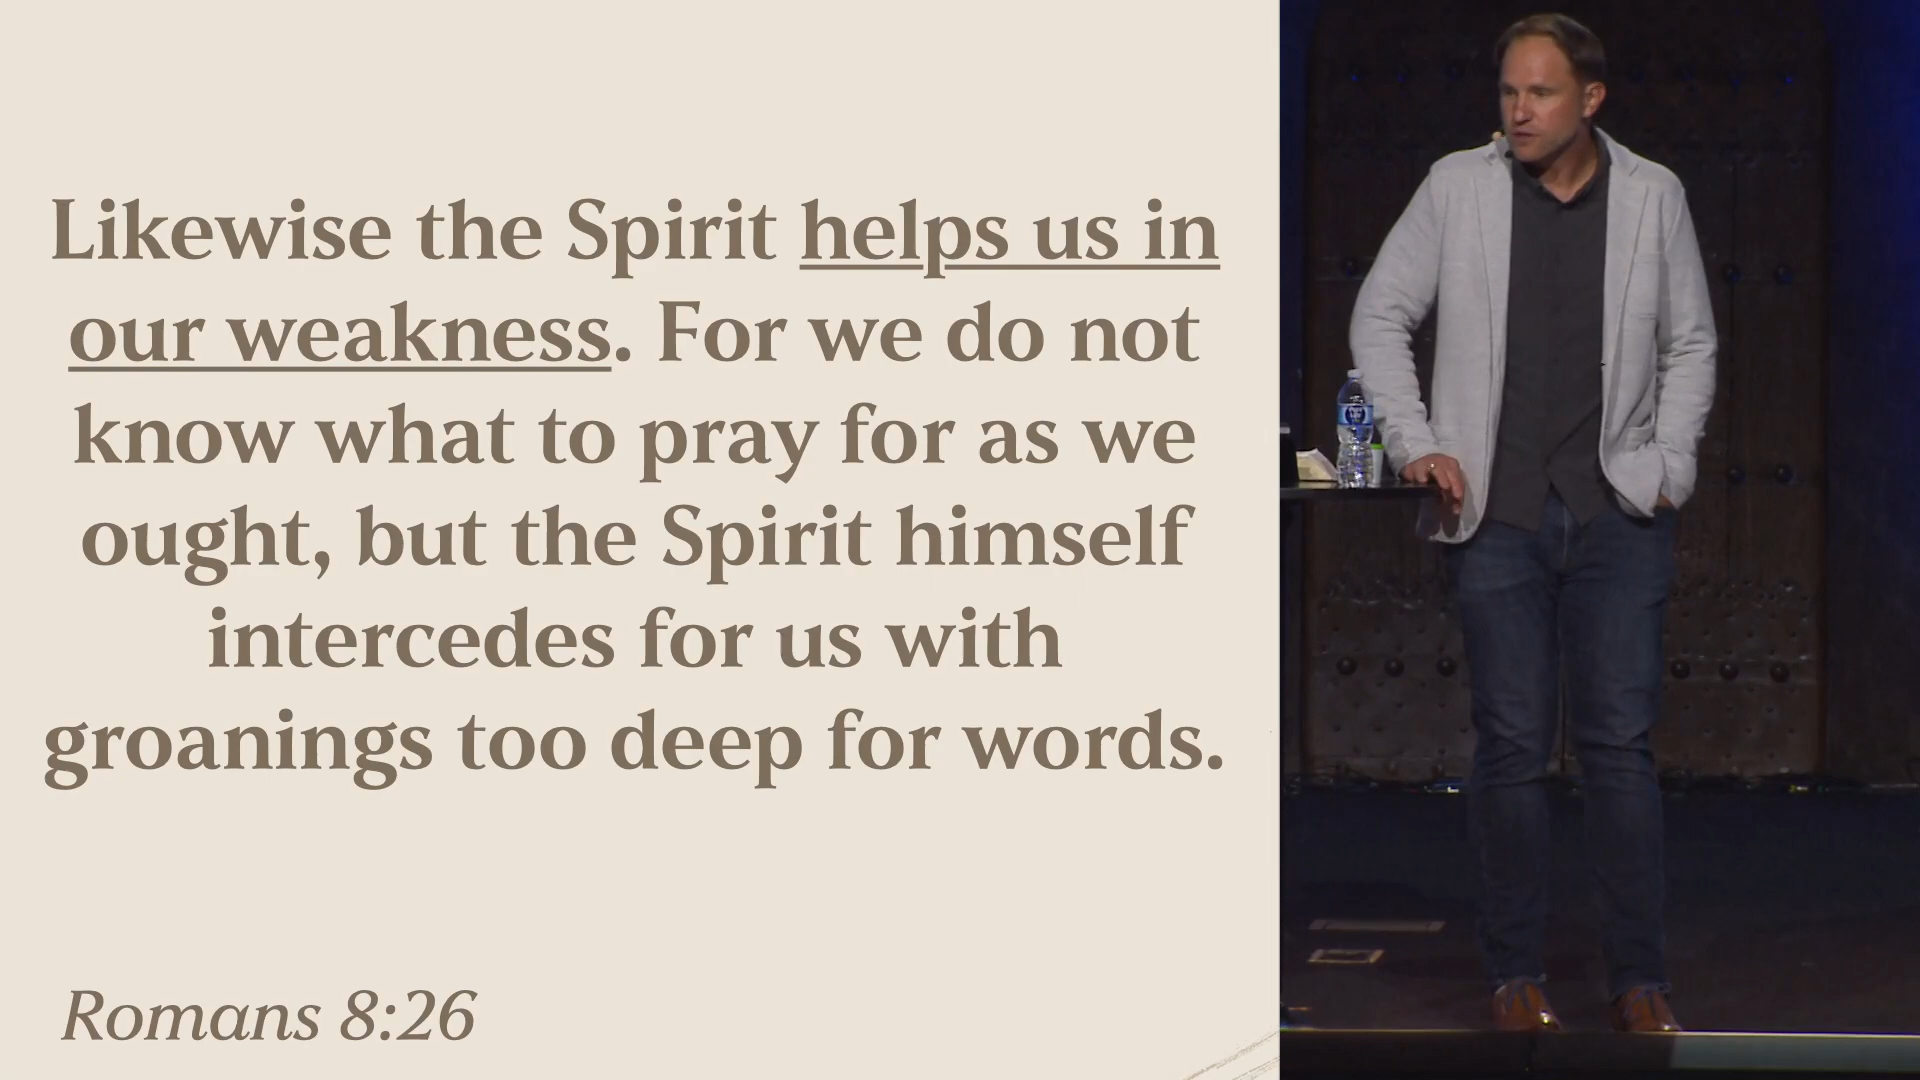 Likewise the Spirit helps us in
our weakness. For we do not
know what to pray for as we
ought, but the Spirit himself
intercedes for us with
groanings too deep for words.
Romans 8:26